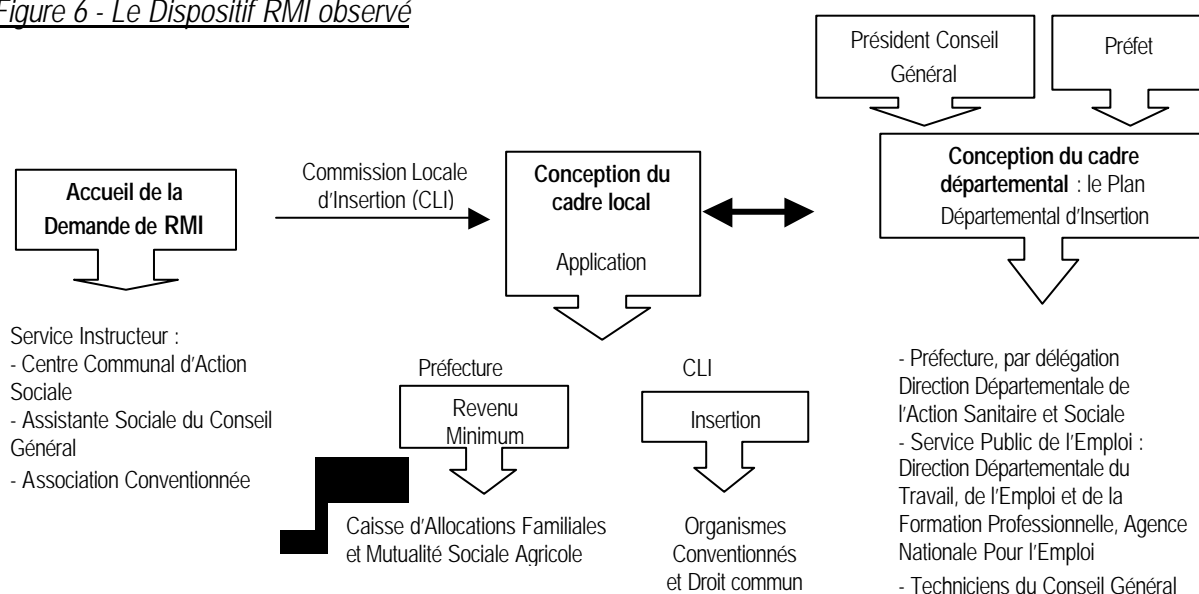 Figure 6 - Le Dispositif RMI observé
Président Conseil
Général
Préfet
Accueil de la
Demande de RMI
Commission Locale
d'Insertion (CLI)
Conception du
cadre local
Application
Conception du cadre
départemental : le Plan
Départemental d'Insertion
Service Instructeur :
- Centre Communal d'Action
Sociale
- Assistante Sociale du Conseil
Général
- Association Conventionnée
Préfecture
Revenu
Minimum
Caisse d'Allocations Familiales
et Mutualité Sociale Agricole
CLI
Insertion
Organismes
Conventionnés
et Droit commun
- Préfecture, par délégation
Direction Départementale de
l'Action Sanitaire et Sociale
- Service Public de l'Emploi :
Direction Départementale du
Travail, de l'Emploi et de la
Formation Professionnelle, Agence
Nationale Pour l'Emploi
- Techniciens du Conseil Général